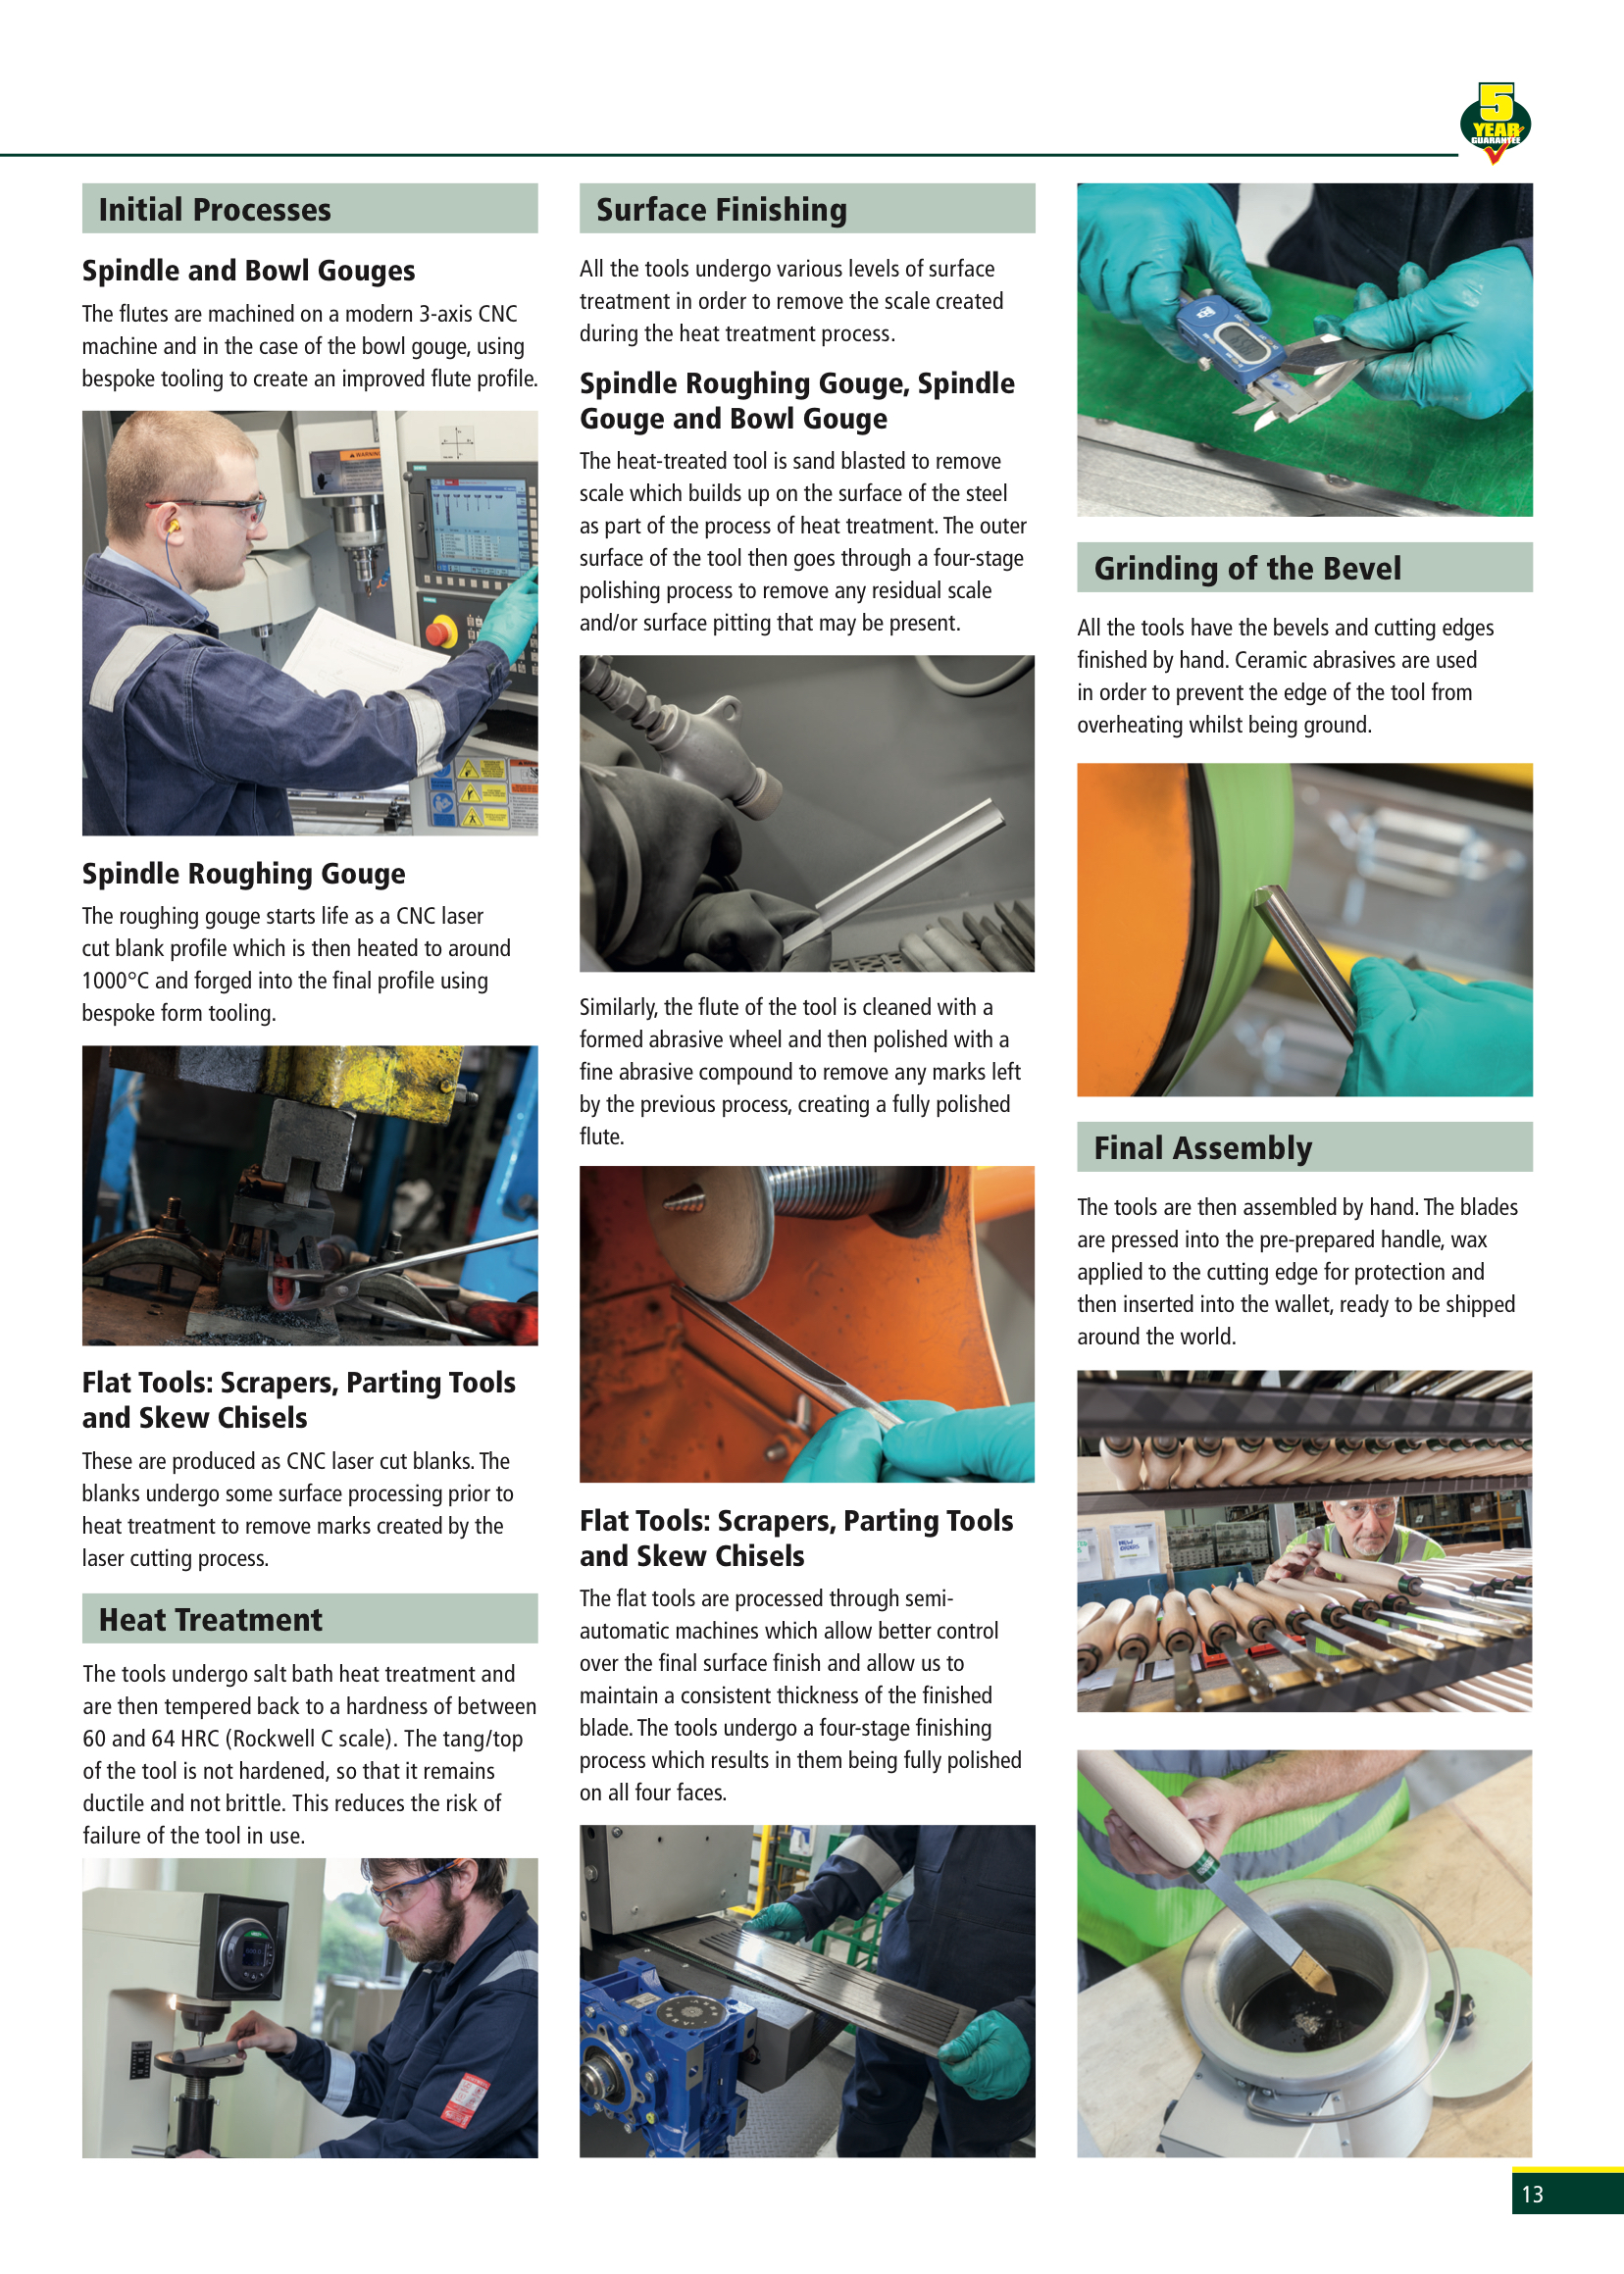 5
YEAR
GUARANTEE
Initial Processes
Spindle and Bowl Gouges
The flutes are machined on a modern 3-axis CNC
machine and in the case of the bowl gouge, using
bespoke tooling to create an improved flute profile.
WARNING
Spindle Roughing Gouge
The roughing gouge starts life as a CNC laser
cut blank profile which is then heated to around
1000°C and forged into the final profile using
bespoke form tooling.
Flat Tools: Scrapers, Parting Tools
and Skew Chisels
These are produced as CNC laser cut blanks. The
blanks undergo some surface processing prior to
heat treatment to remove marks created by the
laser cutting process.
Heat Treatment
The tools undergo salt bath heat treatment and
are then tempered back to a hardness of between
60 and 64 HRC (Rockwell C scale). The tang/top
of the tool is not hardened, so that it remains
ductile and not brittle. This reduces the risk of
failure of the tool in use.
Surface Finishing
All the tools undergo various levels of surface
treatment in order to remove the scale created
during the heat treatment process.
Spindle Roughing Gouge, Spindle
Gouge and Bowl Gouge
The heat-treated tool is sand blasted to remove
scale which builds up on the surface of the steel
as part of the process of heat treatment. The outer
surface of the tool then goes through a four-stage
polishing process to remove any residual scale
and/or surface pitting that may be present.
Similarly, the flute of the tool is cleaned with a
formed abrasive wheel and then polished with a
fine abrasive compound to remove any marks left
by the previous process, creating a fully polished
flute.
Flat Tools: Scrapers, Parting Tools
and Skew Chisels
The flat tools are processed through semi-
automatic machines which allow better control
over the final surface finish and allow us to
maintain a consistent thickness of the finished
blade. The tools undergo a four-stage finishing
process which results in them being fully polished
on all four faces.
Grinding of the Bevel
All the tools have the bevels and cutting edges
finished by hand. Ceramic abrasives are used
in order to prevent the edge of the tool from
overheating whilst being ground.
Final Assembly
The tools are then assembled by hand. The blades
are pressed into the pre-prepared handle, wax
applied to the cutting edge for protection and
then inserted into the wallet, ready to be shipped
around the world.
13